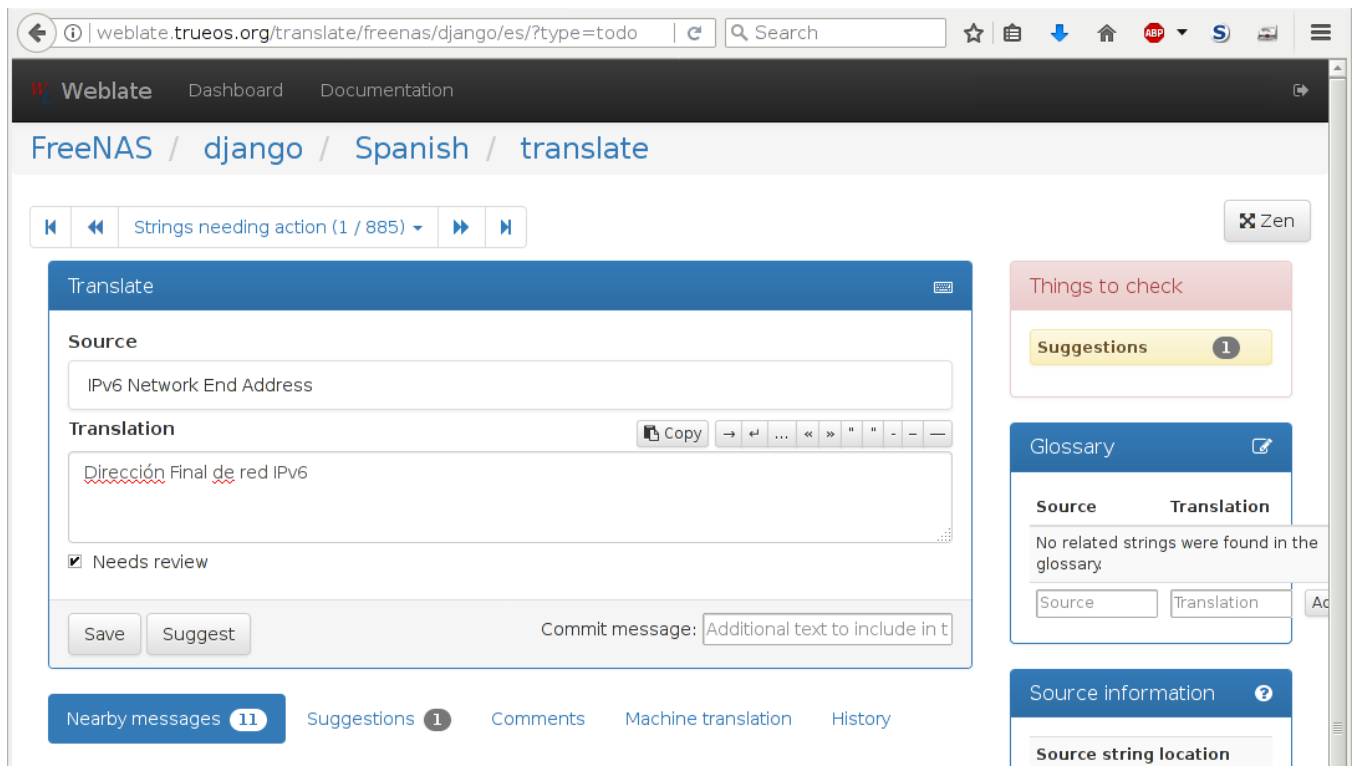 weblate.trueos.org/translate/freenas/django/es/?type=todo Search ABP S
Weblate Dashboard Documentation
FreeNAS / django / Spanish / translate
Strings needing action (1 / 885) Zen
Translate
Source
IPv6 Network End Address
Translation Copy → ↵ … « » " " - – —
Dirección Final de red IPv6
Needs review
Save Suggest Commit message: Additional text to include in t
Things to check
Suggestions 1
Glossary
Source Translation
No related strings were found in the
glossary.
Source Translation Ad
Source information ?
Source string location
Nearby messages 11 Suggestions 1 Comments Machine translation History